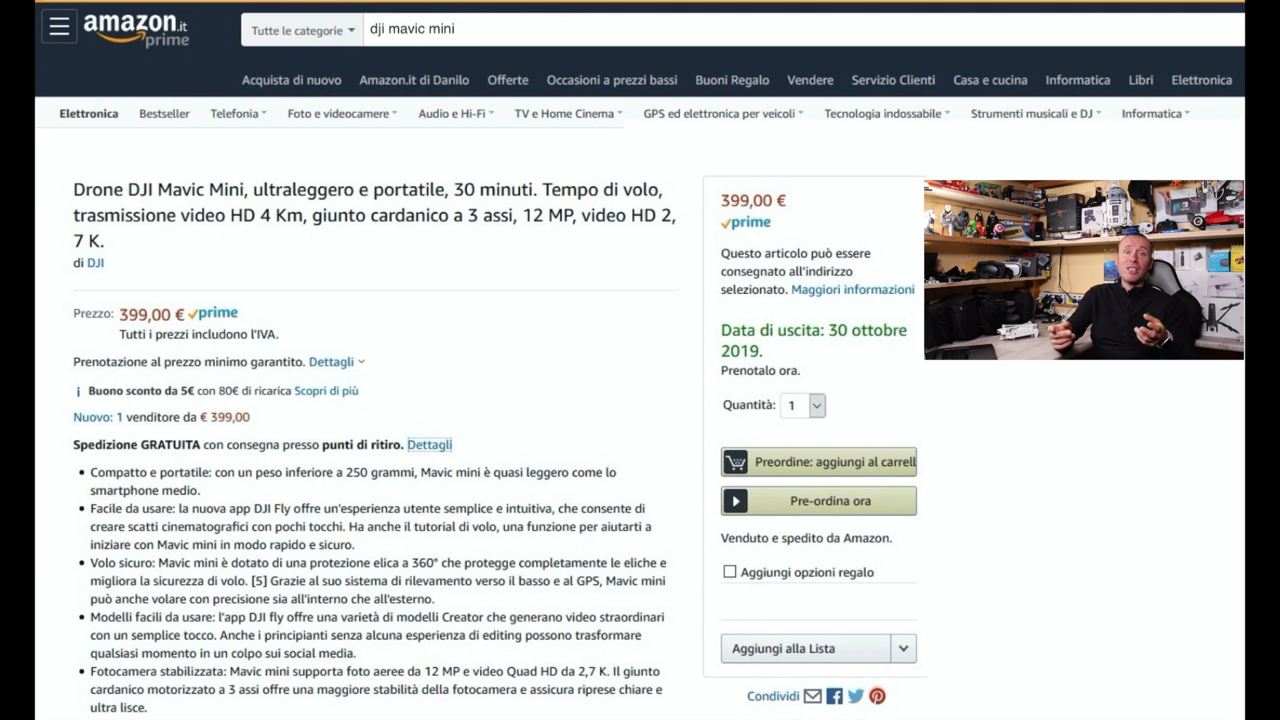 amazon.it
prime
Tutte le categorie
dji mavic mini
Acquista di nuovo
Amazon.it di Danilo
Offerte
Occasioni a prezzi bassi
Buoni Regalo
Vendere
Servizio Clienti
Casa e cucina
Informatica
Libri
Elettronica
Elettronica
Bestseller
Telefonia
Foto e videocamere
Audio e Hi-Fi
TV e Home Cinema
GPS ed elettronica per veicoli
Tecnologia indossabile
Strumenti musicali e DJ
Informatica
Drone DJI Mavic Mini, ultraleggero e portatile, 30 minuti. Tempo di volo,
trasmissione video HD 4 Km, giunto cardanico a 3 assi, 12 MP, video HD 2,
7 K.
di DJI
Prezzo: 399,00 € prime
Tutti i prezzi includono l'IVA.
Prenotazione al prezzo minimo garantito. Dettagli
i Buono sconto da 5€ con 80€ di ricarica Scopri di più
Nuovo: 1 venditore da € 399,00
Spedizione GRATUITA con consegna presso punti di ritiro. Dettagli
• Compatto e portatile: con un peso inferiore a 250 grammi, Mavic mini è quasi leggero come lo
smartphone medio.
• Facile da usare: la nuova app DJI Fly offre un'esperienza utente semplice e intuitiva, che consente di
creare scatti cinematografici con pochi tocchi. Ha anche il tutorial di volo, una funzione per aiutarti a
iniziare con Mavic mini in modo rapido e sicuro.
• Volo sicuro: Mavic mini è dotato di una protezione elica a 360° che protegge completamente le eliche e
migliora la sicurezza di volo. [5] Grazie al suo sistema di rilevamento verso il basso e al GPS, Mavic mini
può anche volare con precisione sia all'interno che all'esterno.
• Modelli facili da usare: l'app DJI fly offre una varietà di modelli Creator che generano video straordinari
con un semplice tocco. Anche i principianti senza alcuna esperienza di editing possono trasformare
qualsiasi momento in un colpo sui social media.
• Fotocamera stabilizzata: Mavic mini supporta foto aeree da 12 MP e video Quad HD da 2,7 K. Il giunto
cardanico motorizzato a 3 assi offre una maggiore stabilità della fotocamera e assicura riprese chiare e
ultra lisce.
399,00 €
prime
Questo articolo può essere
consegnato all'indirizzo
selezionato. Maggiori informazioni
Data di uscita: 30 ottobre
2019.
Prenotalo ora.
Quantità: 1
Preordine: aggiungi al carrell
Pre-ordina ora
Venduto e spedito da Amazon.
Aggiungi opzioni regalo
Aggiungi alla Lista
Condividi